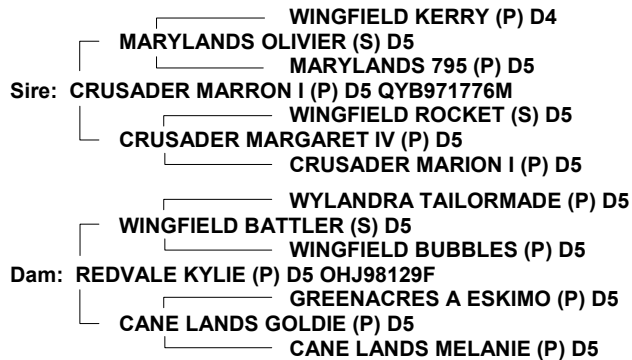 WINGFIELD KERRY (P) D4
MARYLANDS OLIVIER (S) D5
MARYLANDS 795 (P) D5
Sire: CRUSADER MARRON I (P) D5 QYB971776M
WINGFIELD ROCKET (S) D5
CRUSADER MARGARET IV (P) D5
CRUSADER MARION I (P) D5
WYLANDRA TAILORMADE (P) D5
WINGFIELD BATTLER (S) D5
WINGFIELD BUBBLES (P) D5
Dam: REDVALE KYLIE (P) D5 OHJ98129F
GREENACRES A ESKIMO (P) D5
CANE LANDS GOLDIE (P) D5
CANE LANDS MELANIE (P) D5